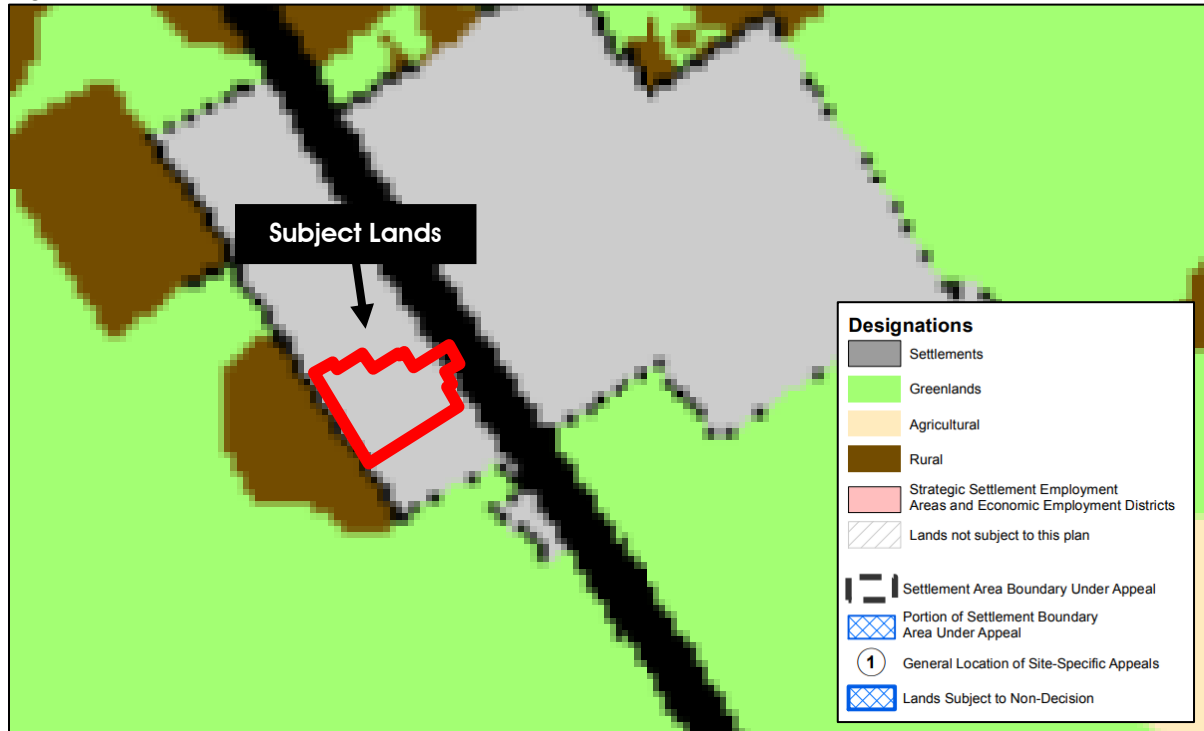 Subject Lands
Designations
Settlements
Greenlands
Agricultural
Rural
Strategic Settlement Employment
Areas and Economic Employment Districts
Lands not subject to this plan
Settlement Area Boundary Under Appeal
Portion of Settlement Boundary
Area Under Appeal
1 General Location of Site-Specific Appeals
Lands Subject to Non-Decision